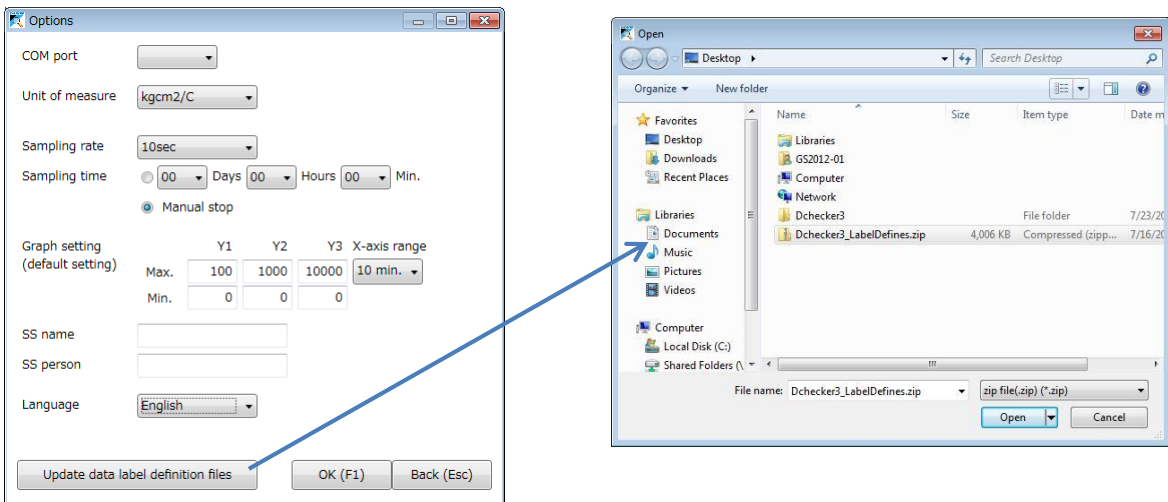 Options
COM port
Unit of measure kgcm2/C
Sampling rate 10sec
Sampling time 00 Days 00 Hours 00 Min.
Manual stop
Graph setting Y1 Y2 Y3 X-axis range
(default setting)
Max. 100 1000 10000 10 min.
Min. 0 0 0
SS name
SS person
Language English
Update data label definition files OK (F1) Back (Esc)
Open
Desktop Search Desktop
Organize New folder
Name Size Item type Date m
Favorites
Desktop
Downloads
Recent Places
Libraries
Documents
Music
Pictures
Videos
Computer
Local Disk (C:)
Shared Folders (\
Libraries
GS2012-01
Computer
Network
Dchecker3 File folder 7/23/20
Dchecker3_LabelDefines.zip 4,006 KB Compressed (zipp... 7/16/20
File name: Dchecker3_LabelDefines.zip zip file(.zip) (*.zip)
Open Cancel